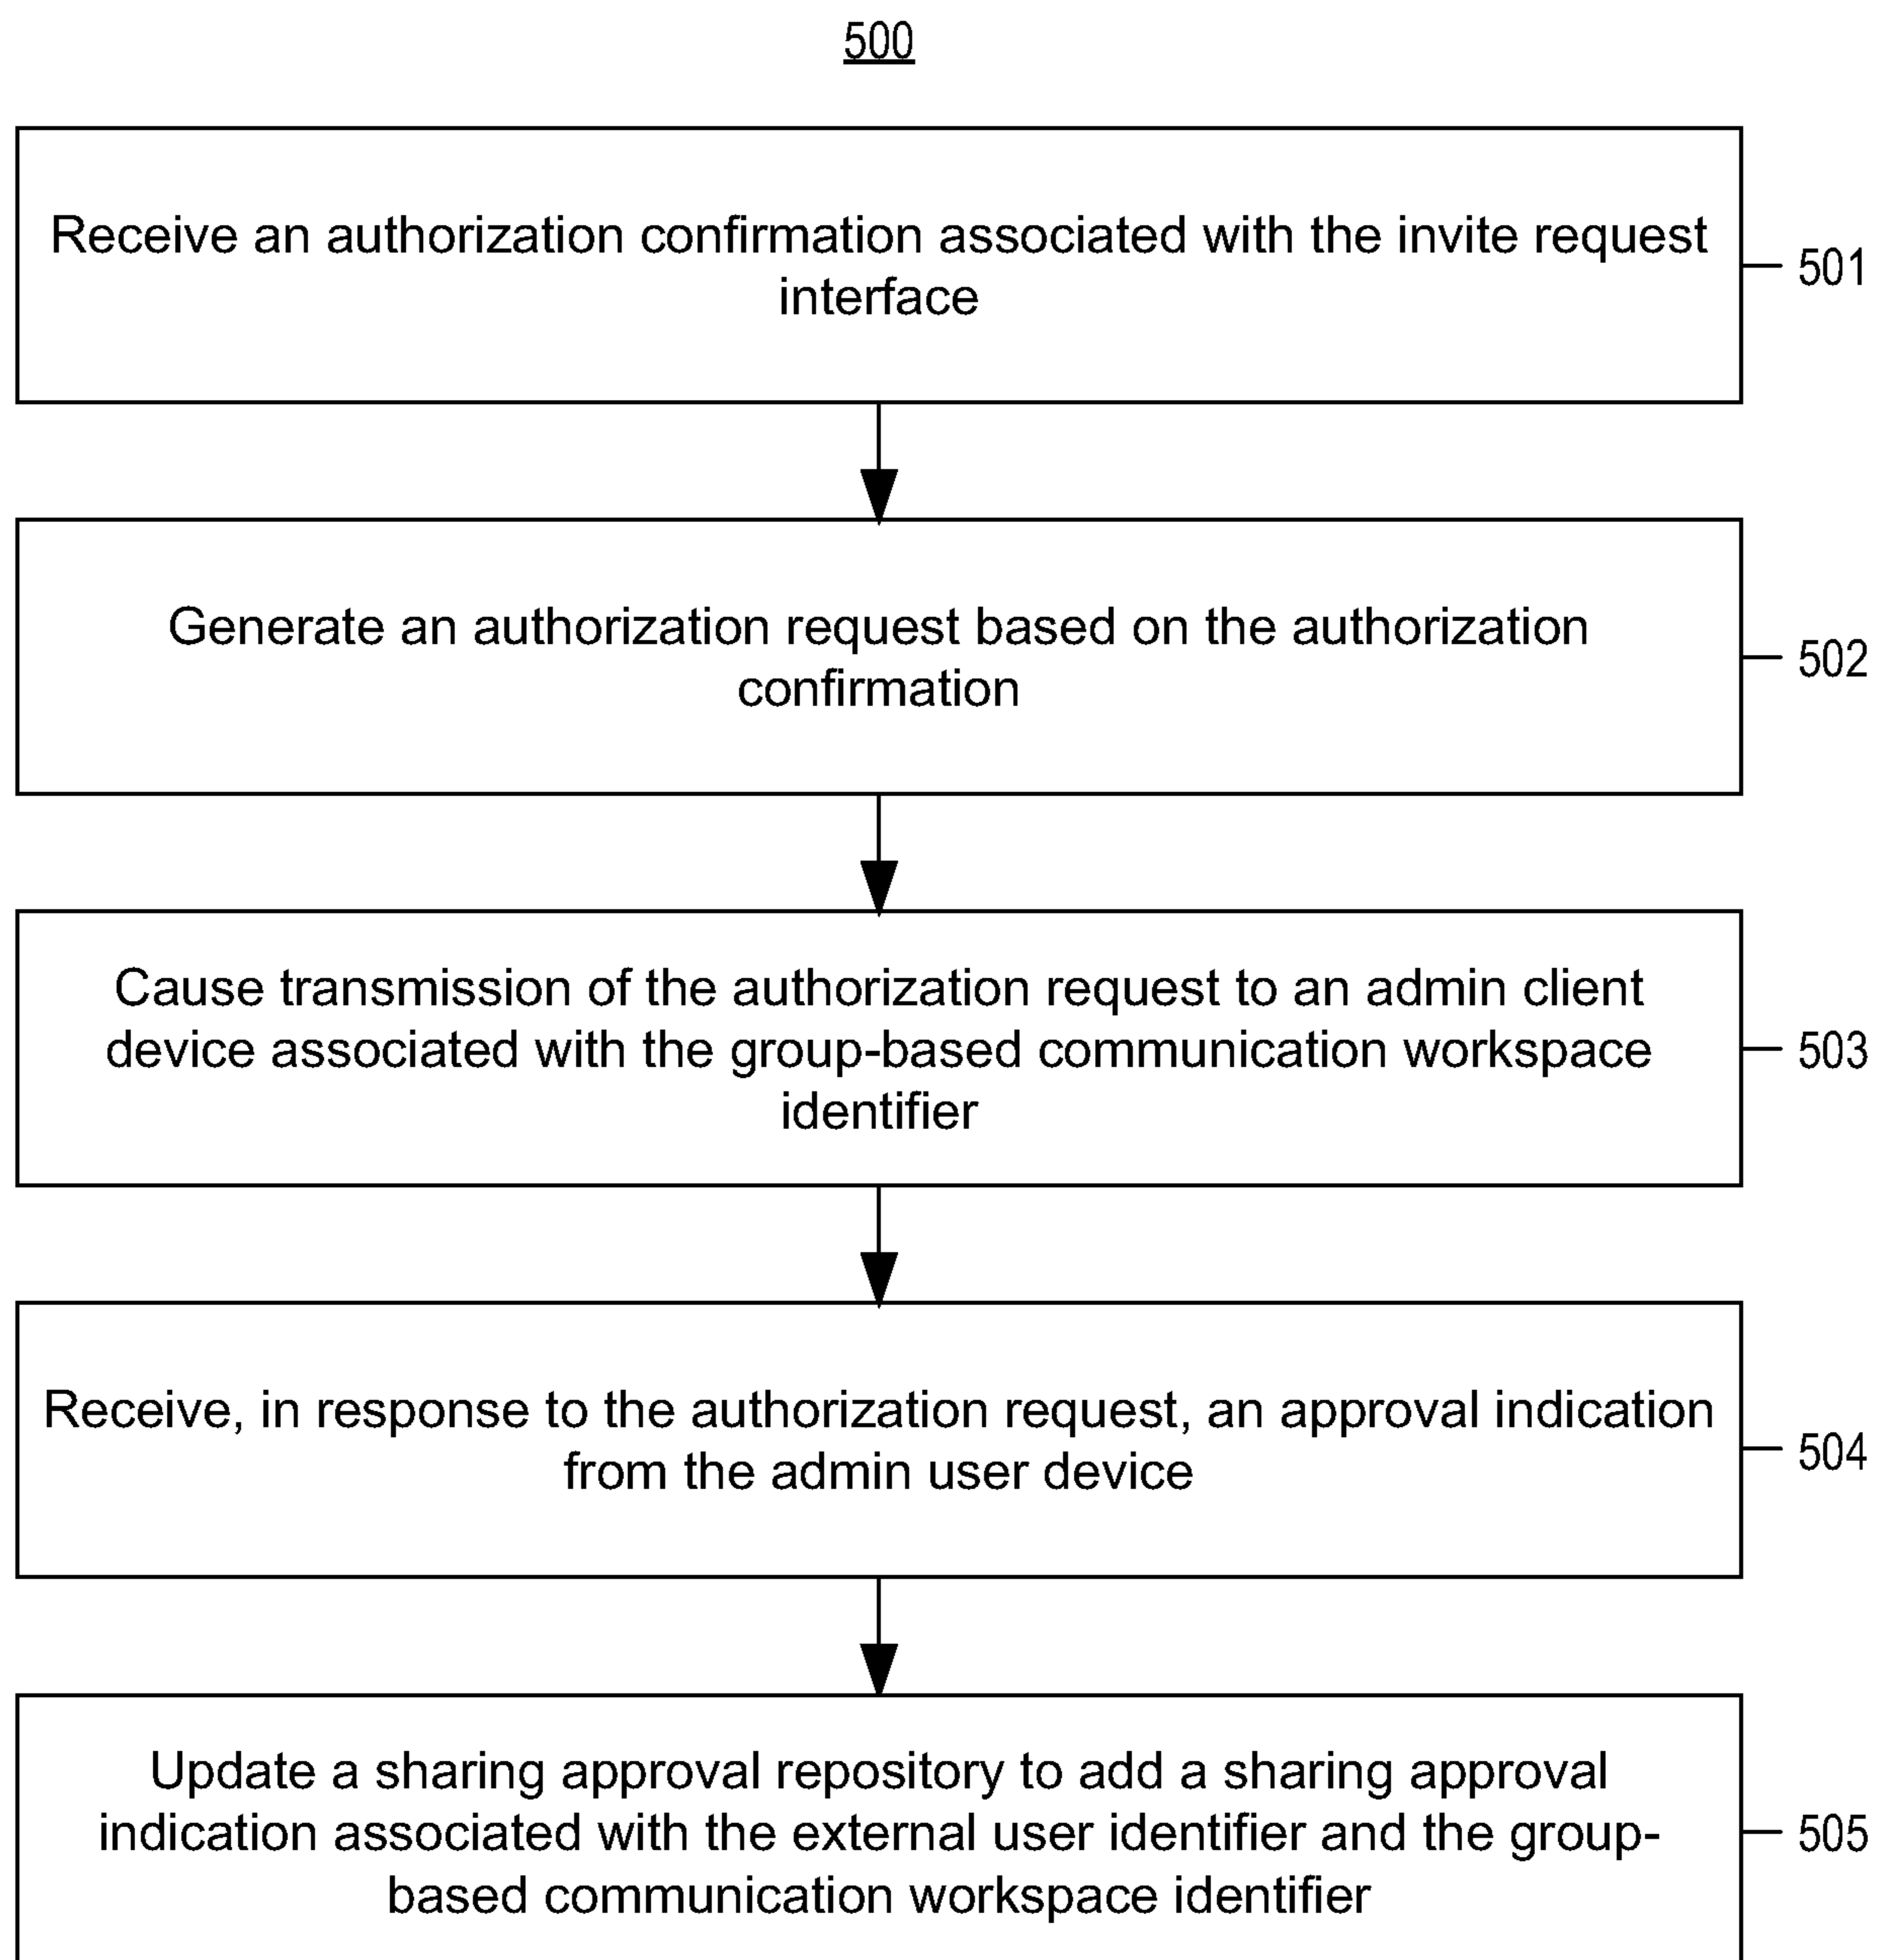 500
Receive an authorization confirmation associated with the invite request
interface
501
Generate an authorization request based on the authorization
confirmation
502
Cause transmission of the authorization request to an admin client
device associated with the group-based communication workspace
identifier
503
Receive, in response to the authorization request, an approval indication
from the admin user device
504
Update a sharing approval repository to add a sharing approval
indication associated with the external user identifier and the group-
based communication workspace identifier
505